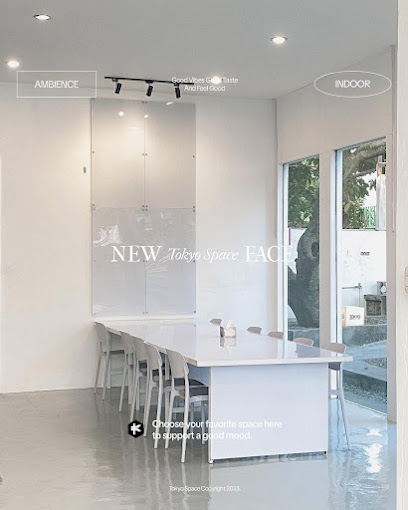 AMBIENCE
Good Vibes Good Taste
And Feel Good
INDOOR
NEW Tokyo Space FACE
Choose your favorite space here
to support a good mood.
Tokyo Space Copyright 2023.